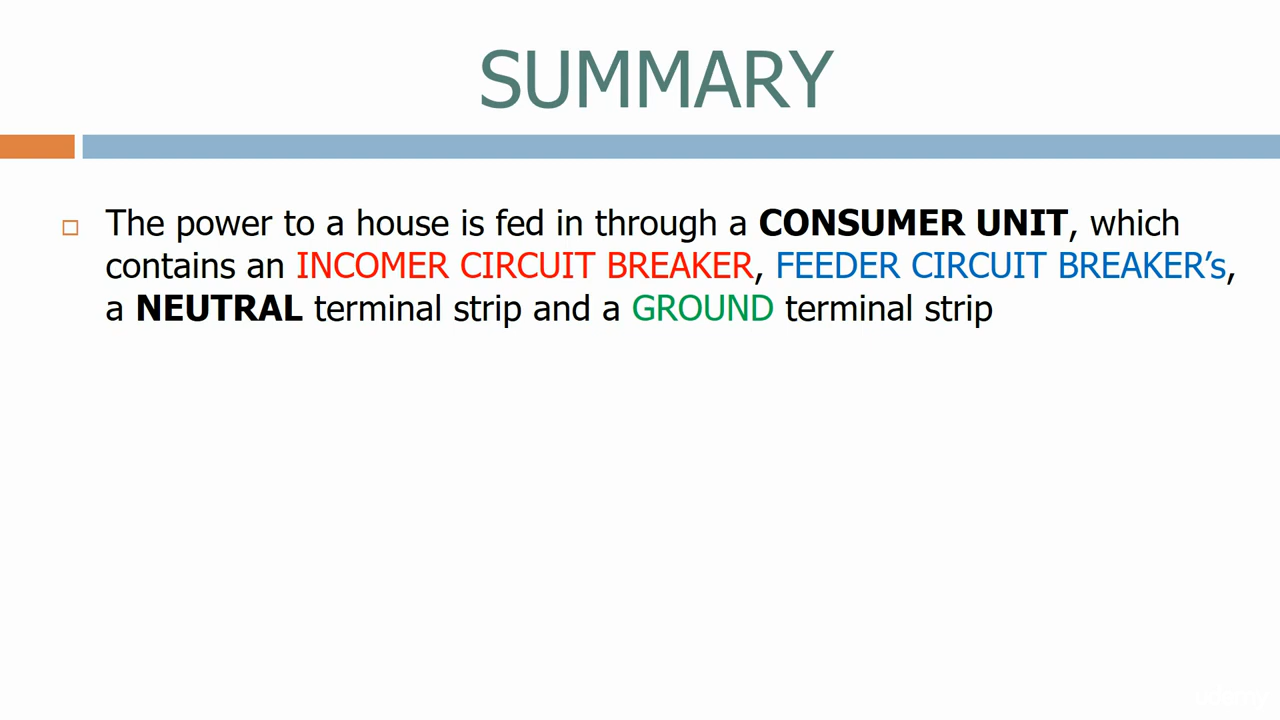 SUMMARY
The power to a house is fed in through a CONSUMER UNIT, which
contains an INCOMER CIRCUIT BREAKER, FEEDER CIRCUIT BREAKER’s,
a NEUTRAL terminal strip and a GROUND terminal strip